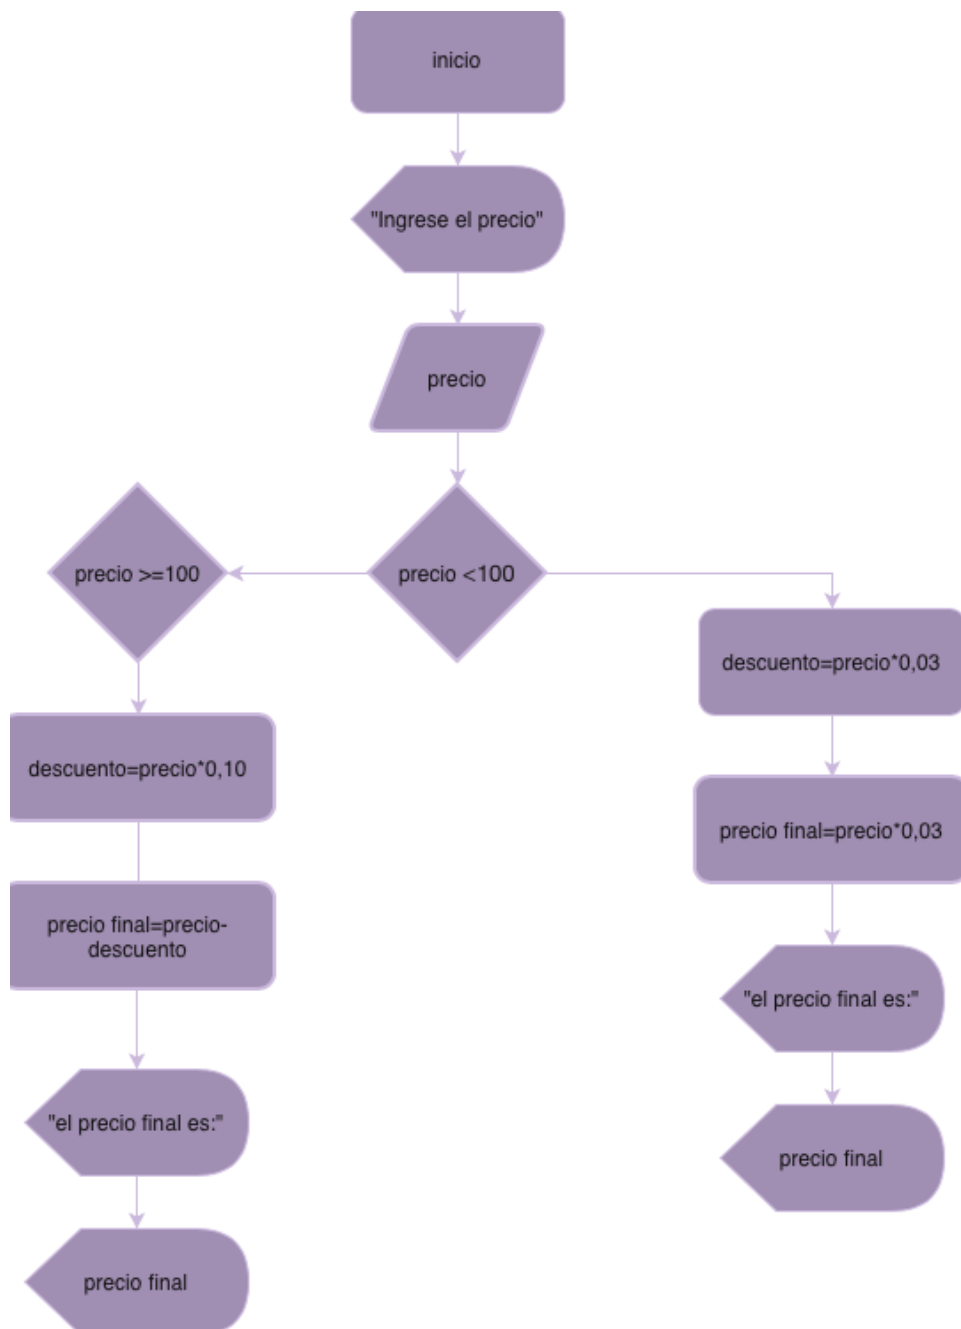 inicio
"Ingrese el precio"
precio
precio >=100
precio <100
descuento=precio*0,03
descuento=precio*0,10
precio final=precio*0,03
precio final=precio-
descuento
"el precio final es:"
"el precio final es:"
precio final
precio final